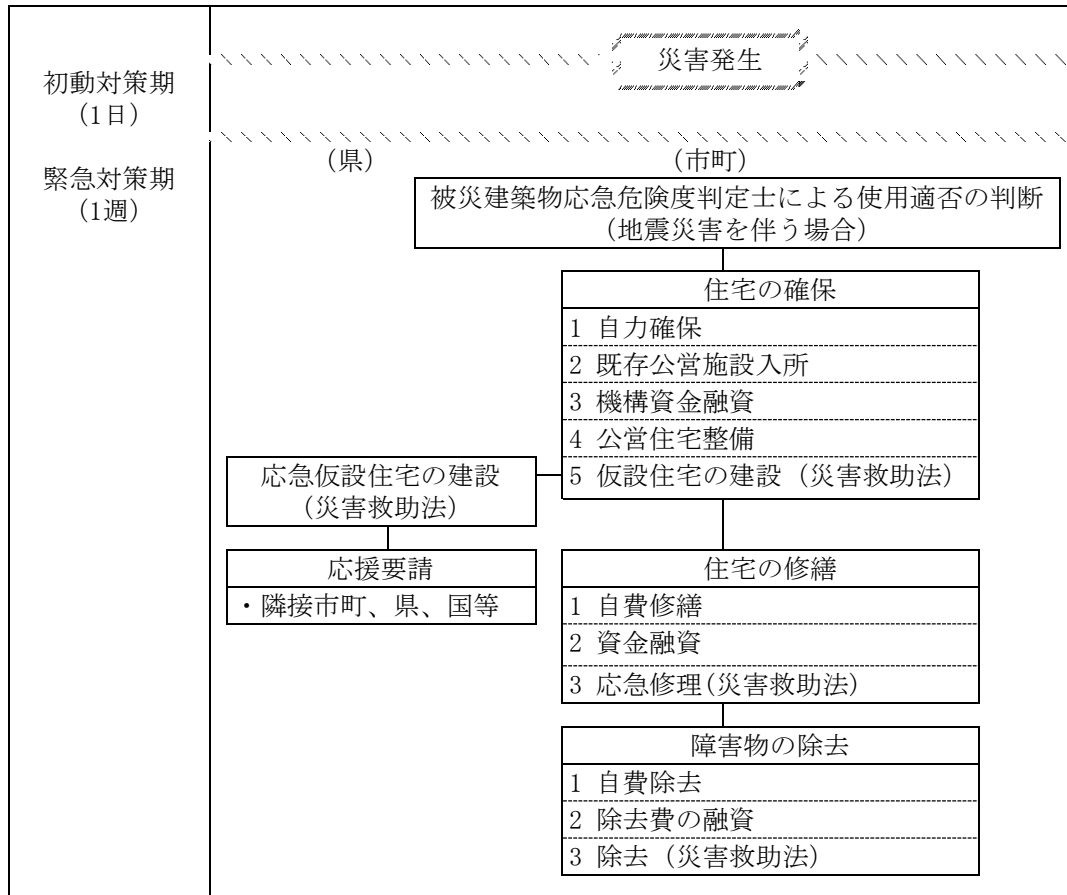 災害発生
初動対策期
(1日)
緊急対策期
(1週)
(県)
(市町)
被災建築物応急危険度判定士による使用適否の判断
(地震災害を伴う場合)
住宅の確保
1 自力確保
2 既存公営施設入所
3 機構資金融資
4 公営住宅整備
5 仮設住宅の建設（災害救助法）
応急仮設住宅の建設
(災害救助法)
応援要請
・隣接市町、県、国等
住宅の修繕
1 自費修繕
2 資金融資
3 応急修理(災害救助法)
障害物の除去
1 自費除去
2 除去費の融資
3 除去（災害救助法）